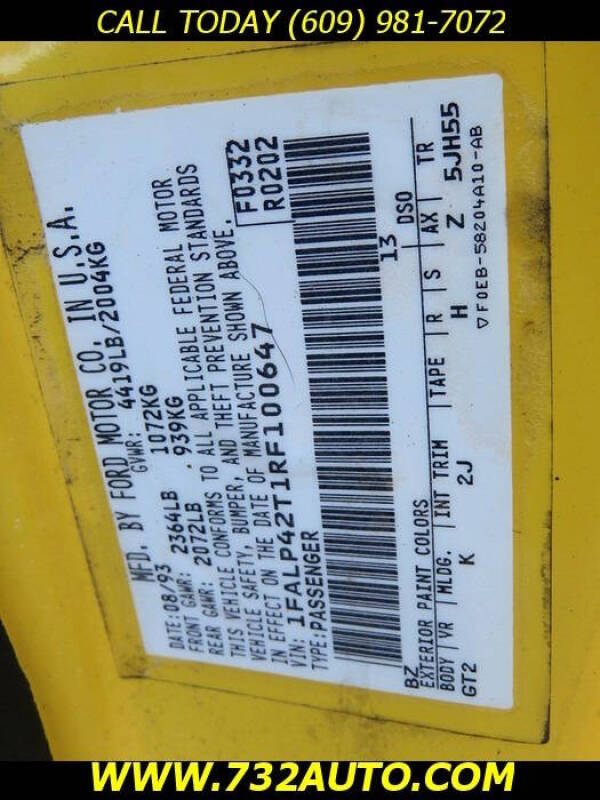 CALL TODAY (609) 981-7072
MFD. BY FORD MOTOR CO. IN U.S.A.
GVWR: 4419LB/2004KG
DATE: 08/93
FRONT GAWR: 2364LB 1072KG
REAR GAWR: 2072LB 939KG
THIS VEHICLE CONFORMS TO ALL APPLICABLE FEDERAL MOTOR
VEHICLE SAFETY, BUMPER, AND THEFT PREVENTION STANDARDS
IN EFFECT ON THE DATE OF MANUFACTURE SHOWN ABOVE.
VIN: 1FALP42T1RF100647
TYPE: PASSENGER
F0332
R0202
13 DSO
BZ
EXTERIOR PAINT COLORS
BODY VR MLDG. INT TRIM TAPE R S AX TR
GT2 K 2J H Z 5JH55
▽F0EB-58204A10-AB
WWW.732AUTO.COM